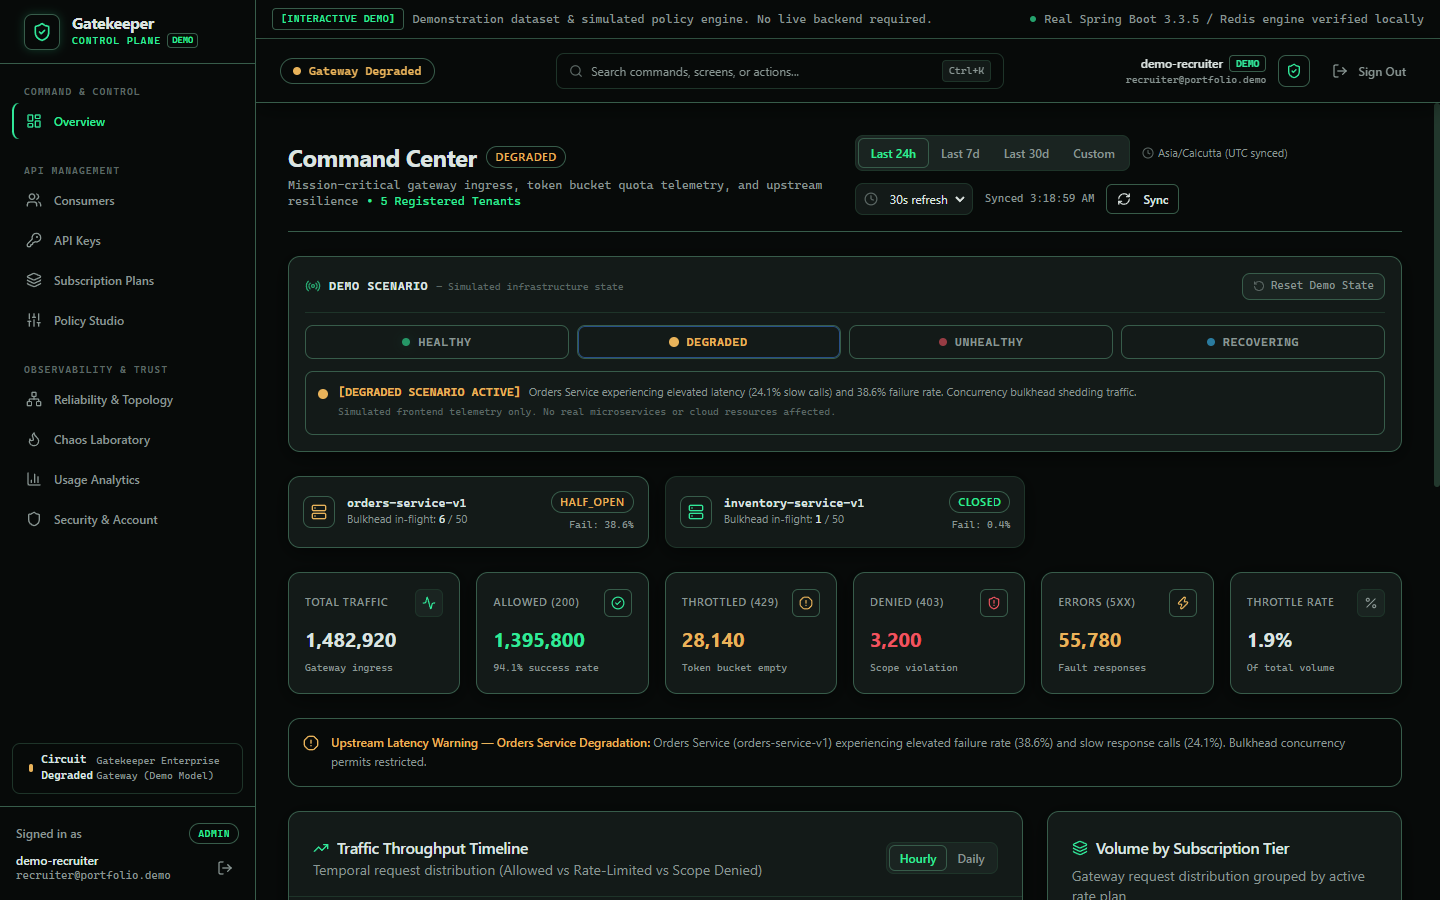 Gatekeeper
CONTROL PLANE DEMO
COMMAND & CONTROL
Overview
API MANAGEMENT
Consumers
API Keys
Subscription Plans
Policy Studio
OBSERVABILITY & TRUST
Reliability & Topology
Chaos Laboratory
Usage Analytics
Security & Account
Circuit Degraded
Gatekeeper Enterprise Gateway (Demo Model)
Signed in as ADMIN
demo-recruiter
recruiter@portfolio.demo
[INTERACTIVE DEMO] Demonstration dataset & simulated policy engine. No live backend required.
Real Spring Boot 3.3.5 / Redis engine verified locally
Gateway Degraded
Search commands, screens, or actions... Ctrl+K
demo-recruiter DEMO
recruiter@portfolio.demo
Sign Out
Command Center DEGRADED
Mission-critical gateway ingress, token bucket quota telemetry, and upstream
resilience • 5 Registered Tenants
Last 24h Last 7d Last 30d Custom
Asia/Calcutta (UTC synced)
30s refresh
Synced 3:18:59 AM
Sync
DEMO SCENARIO — Simulated infrastructure state
Reset Demo State
HEALTHY
DEGRADED
UNHEALTHY
RECOVERING
[DEGRADED SCENARIO ACTIVE] Orders Service experiencing elevated latency (24.1% slow calls) and 38.6% failure rate. Concurrency bulkhead shedding traffic.
Simulated frontend telemetry only. No real microservices or cloud resources affected.
orders-service-v1
Bulkhead in-flight: 6 / 50
HALF_OPEN
Fail: 38.6%
inventory-service-v1
Bulkhead in-flight: 1 / 50
CLOSED
Fail: 0.4%
TOTAL TRAFFIC
1,482,920
Gateway ingress
ALLOWED (200)
1,395,800
94.1% success rate
THROTTLED (429)
28,140
Token bucket empty
DENIED (403)
3,200
Scope violation
ERRORS (5XX)
55,780
Fault responses
THROTTLE RATE
1.9%
Of total volume
Upstream Latency Warning — Orders Service Degradation: Orders Service (orders-service-v1) experiencing elevated failure rate (38.6%) and slow response calls (24.1%). Bulkhead concurrency
permits restricted.
Traffic Throughput Timeline
Temporal request distribution (Allowed vs Rate-Limited vs Scope Denied)
Hourly Daily
Volume by Subscription Tier
Gateway request distribution grouped by active
rate plan